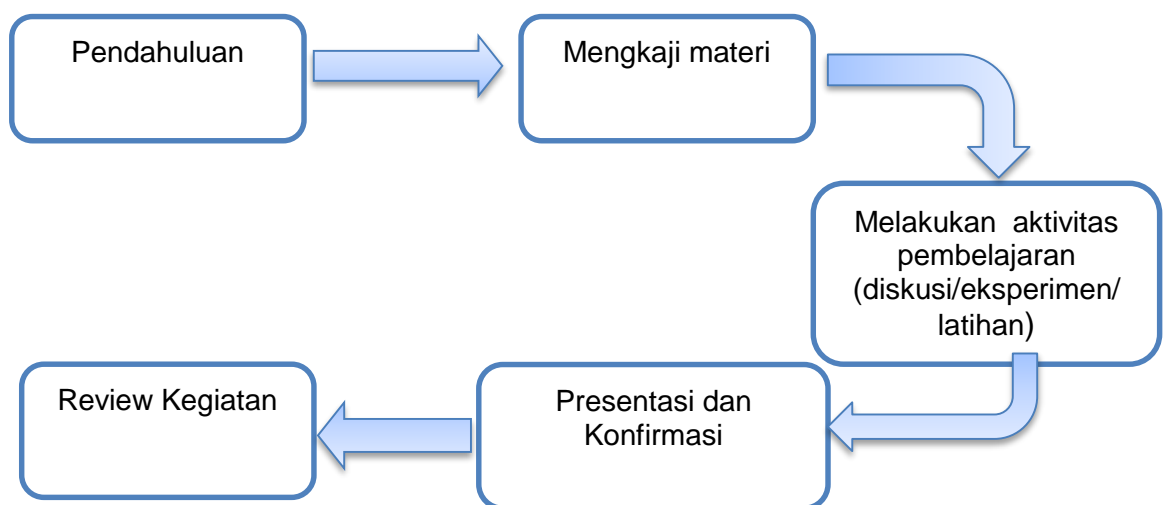 Pendahuluan
Mengkaji materi
Melakukan aktivitas
pembelajaran
(diskusi/eksperimen/
latihan)
Presentasi dan
Konfirmasi
Review Kegiatan